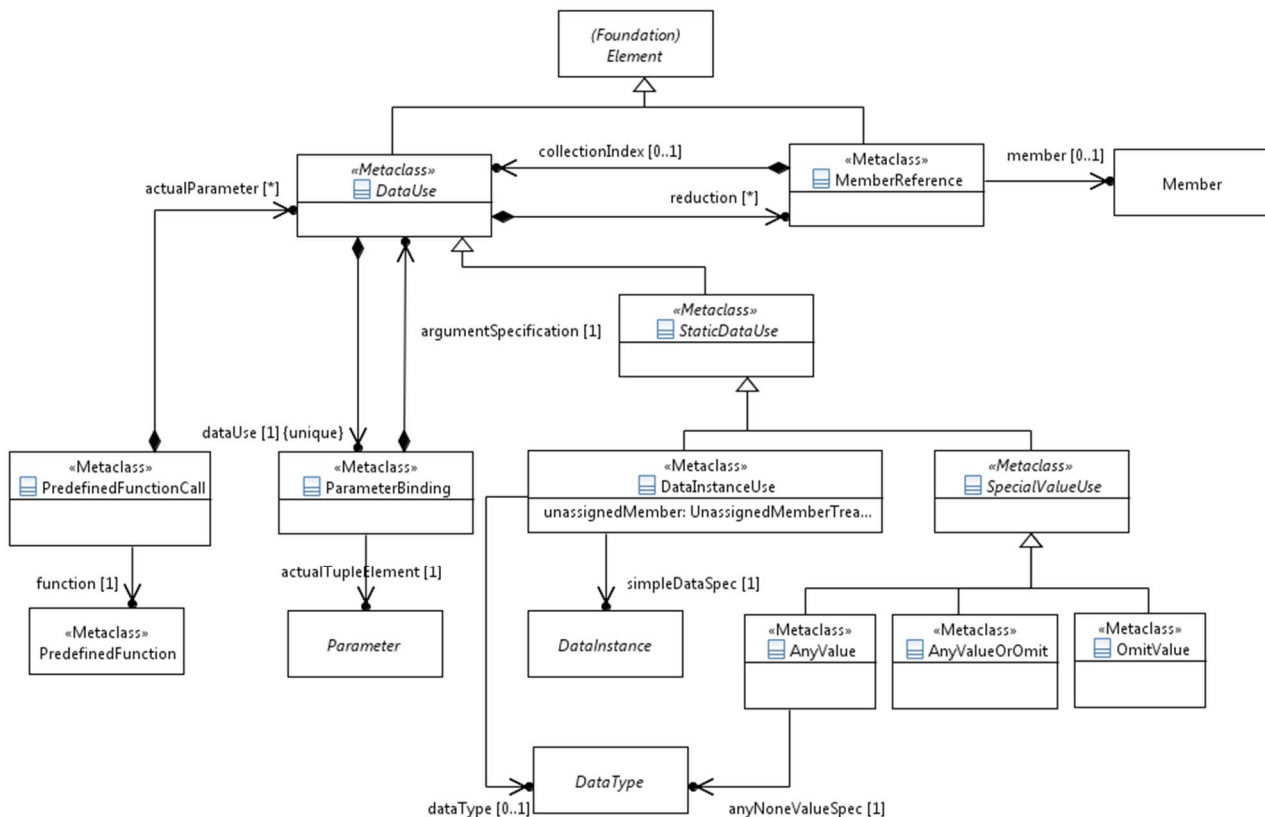 (Foundation)
Element
«Metaclass»
DataUse
collectionIndex [0..1]
«Metaclass»
MemberReference
member [0..1]
Member
actualParameter [*]
reduction [*]
«Metaclass»
StaticDataUse
argumentSpecification [1]
dataUse [1] {unique}
«Metaclass»
PredefinedFunctionCall
«Metaclass»
ParameterBinding
«Metaclass»
DataInstanceUse
unassignedMember: UnassignedMemberTrea...
«Metaclass»
SpecialValueUse
function [1]
actualTupleElement [1]
simpleDataSpec [1]
«Metaclass»
PredefinedFunction
Parameter
DataInstance
«Metaclass»
AnyValue
«Metaclass»
AnyValueOrOmit
«Metaclass»
OmitValue
DataType
dataType [0..1]
anyNoneValueSpec [1]